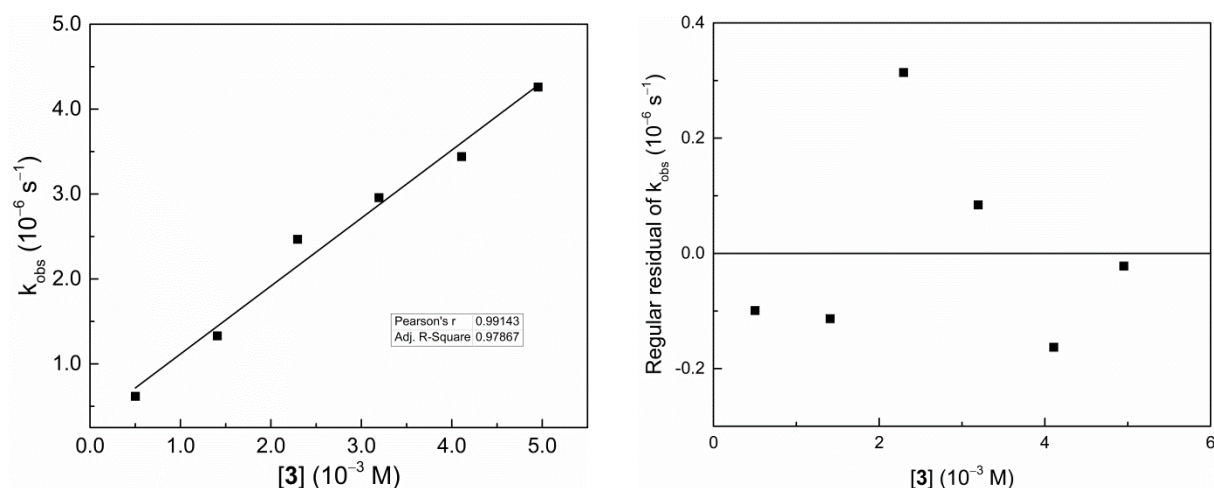 5.0
4.0
3.0
2.0
1.0
0.0 1.0 2.0 3.0 4.0 5.0
k_obs (10⁻⁶ s⁻¹)
[3] (10⁻³ M)
Pearson's r 0.99143
Adj. R-Square 0.97867
0.4
0.2
0.0
-0.2
0 2 4 6
Regular residual of k_obs (10⁻⁶ s⁻¹)
[3] (10⁻³ M)